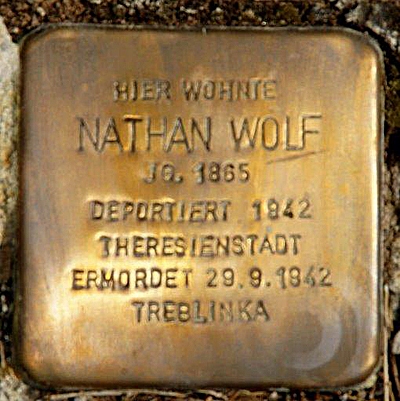 HIER WOHNTE
NATHAN WOLF
JG. 1865
DEPORTIERT 1942
THERESIENSTADT
ERMORDET 29.9.1942
TREBLINKA